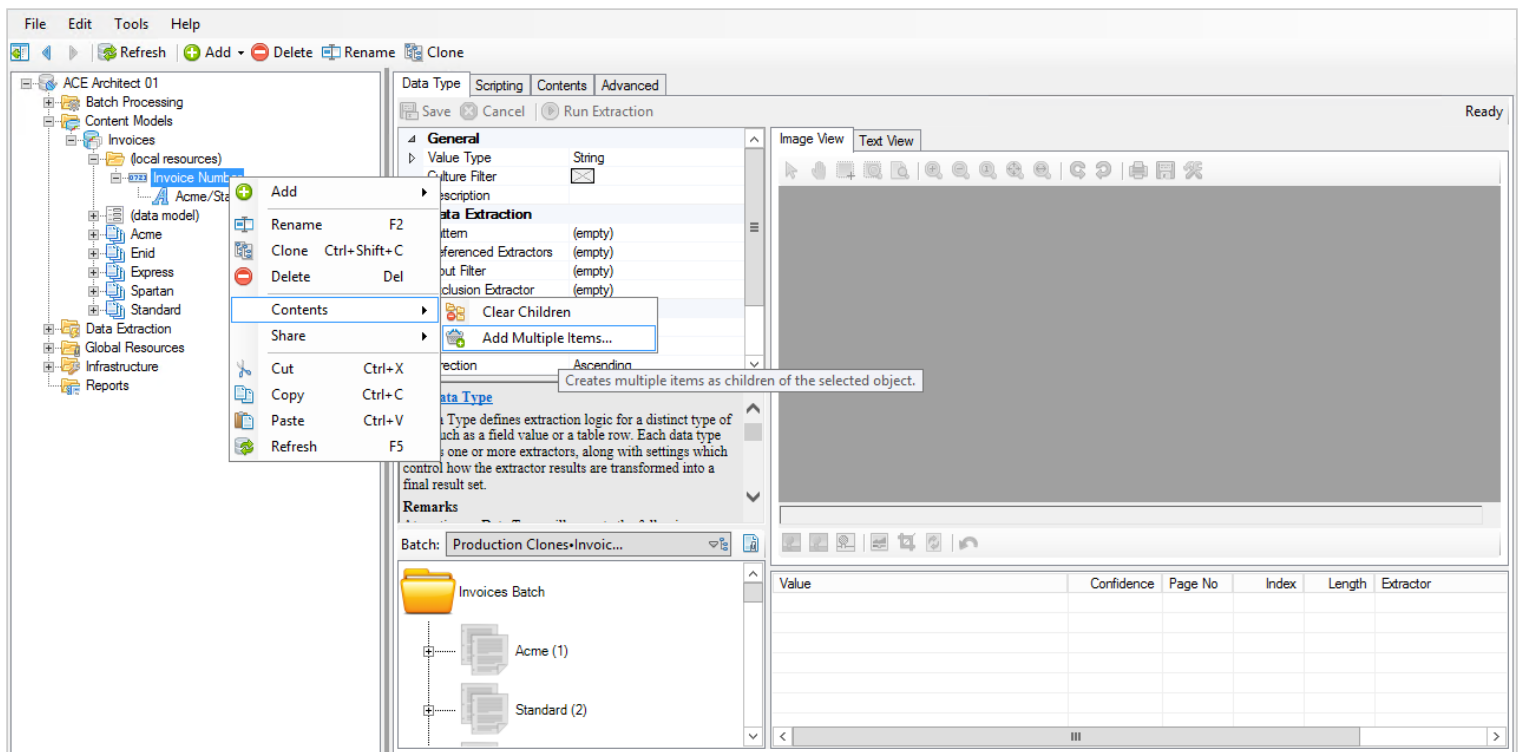 File Edit Tools Help
Refresh Add Delete Rename Clone
ACE Architect 01
Batch Processing
Content Models
Invoices
(local resources)
Invoice Number
Acme/Sta
(data model)
Acme
Enid
Express
Spartan
Standard
Data Extraction
Global Resources
Infrastructure
Reports
Add
Rename F2
Clone Ctrl+Shift+C
Delete Del
Contents
Share
Cut Ctrl+X
Copy Ctrl+C
Paste Ctrl+V
Refresh F5
Clear Children
Add Multiple Items...
Creates multiple items as children of the selected object.
Data Type Scripting Contents Advanced
Save Cancel Run Extraction Ready
General
Value Type String
Culture Filter
escription
ata Extraction
ttern (empty)
eferenced Extractors (empty)
out Filter (empty)
clusion Extractor (empty)
rection Ascending
ata Type
Type defines extraction logic for a distinct type of
uch as a field value or a table row. Each data type
s one or more extractors, along with settings which
control how the extractor results are transformed into a
final result set.
Remarks
Batch: Production Clones•Invoic...
Invoices Batch
Acme (1)
Standard (2)
Image View Text View
Value Confidence Page No Index Length Extractor